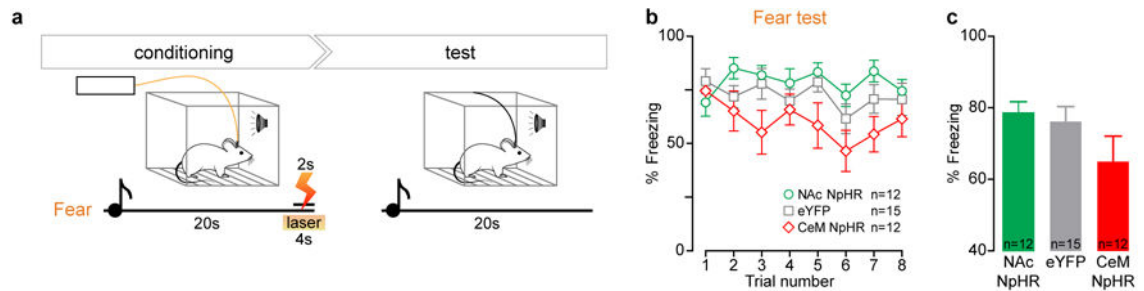 a
conditioning
test
2s
Fear
20s
laser
4s
20s
b
Fear test
% Freezing
100
50
0
NAc NpHR n=12
eYFP n=15
CeM NpHR n=12
1 2 3 4 5 6 7 8
Trial number
c
% Freezing
100
80
60
40
n=12 n=15 n=12
NAc eYFP CeM
NpHR NpHR